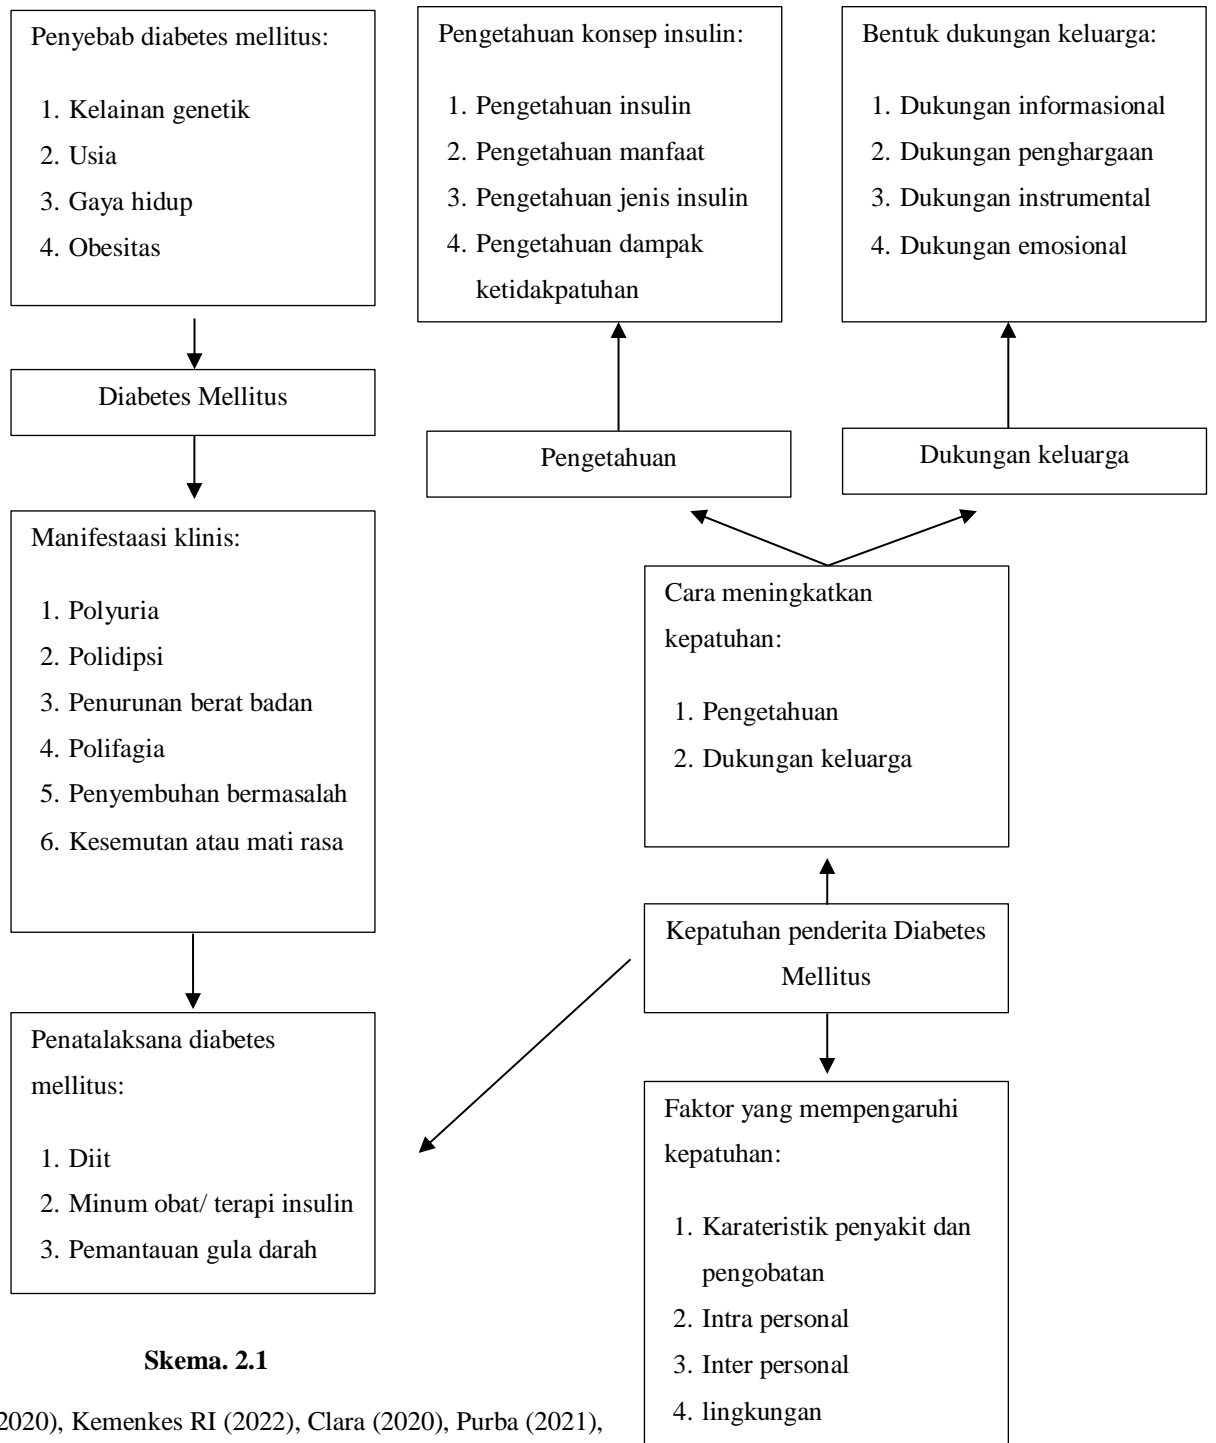 Penyebab diabetes mellitus:
1. Kelainan genetik
2. Usia
3. Gaya hidup
4. Obesitas
Pengetahuan konsep insulin:
1. Pengetahuan insulin
2. Pengetahuan manfaat
3. Pengetahuan jenis insulin
4. Pengetahuan dampak
ketidakpatuhan
Bentuk dukungan keluarga:
1. Dukungan informasional
2. Dukungan penghargaan
3. Dukungan instrumental
4. Dukungan emosional
Diabetes Mellitus
Pengetahuan
Dukungan keluarga
Manifestaasi klinis:
1. Polyuria
2. Polidipsi
3. Penurunan berat badan
4. Polifagia
5. Penyembuhan bermasalah
6. Kesemutan atau mati rasa
Cara meningkatkan
kepatuhan:
1. Pengetahuan
2. Dukungan keluarga
Kepatuhan penderita Diabetes
Mellitus
Penatalaksana diabetes
mellitus:
1. Diit
2. Minum obat/ terapi insulin
3. Pemantauan gula darah
Faktor yang mempengaruhi
kepatuhan:
1. Karateristik penyakit dan
pengobatan
2. Intra personal
3. Inter personal
4. lingkungan
Skema. 2.1
2020), Kemenkes RI (2022), Clara (2020), Purba (2021),